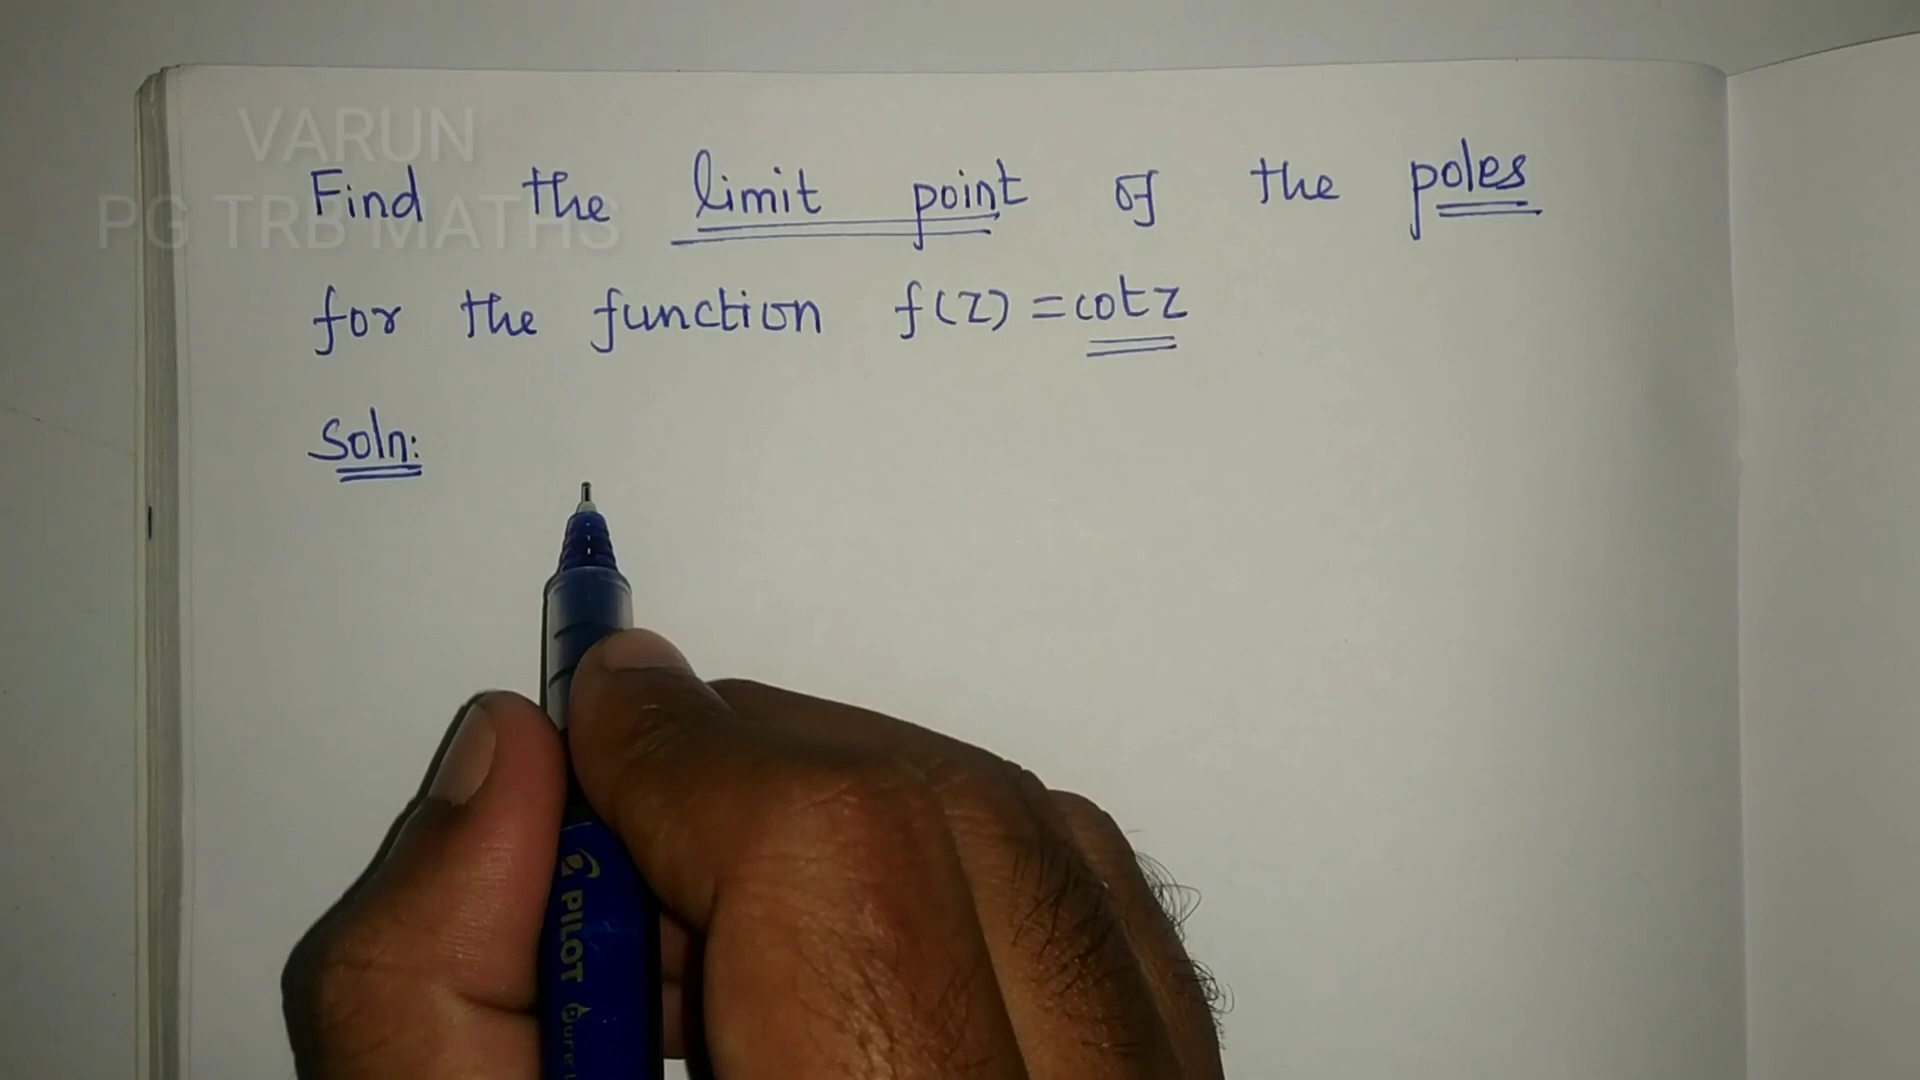 VARUN
PG TRB MATHS
Find the limit point of the poles
for the function f(z) = cot z
Soln:
PILOT